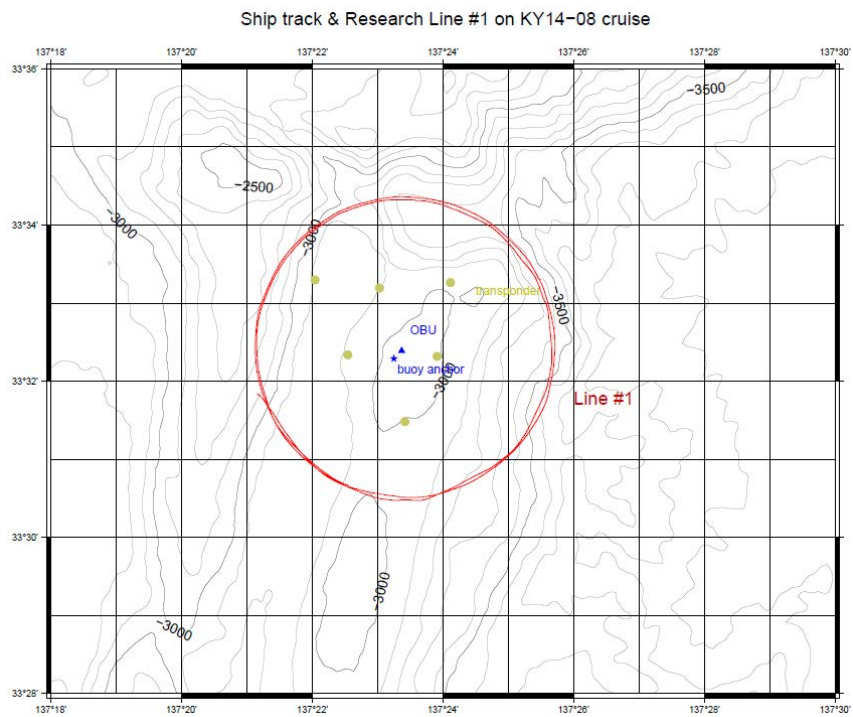 Ship track & Research Line #1 on KY14−08 cruise
137°18' 137°20' 137°22' 137°24' 137°26' 137°28' 137°30'
33°36'
−3500
−2500
−3000
33°34'
−3000
transponder
−3500
OBU
buoy anchor
33°32'
−3000
Line #1
33°30'
−3000
−3000
33°28'
137°18' 137°20' 137°22' 137°24' 137°26' 137°28' 137°30'